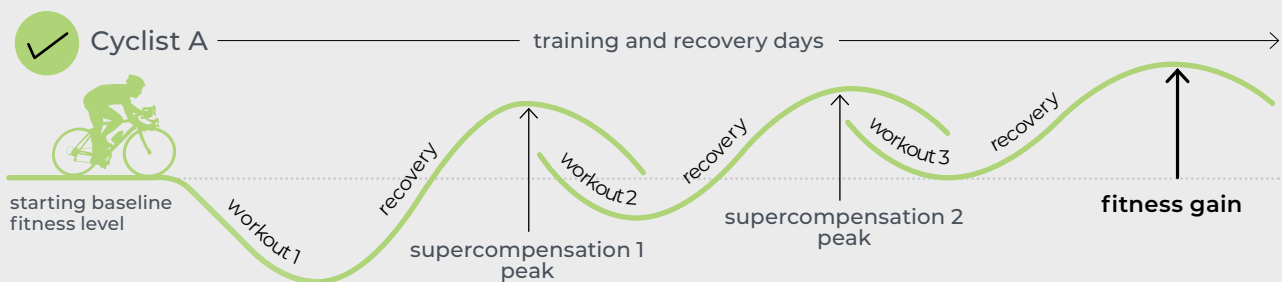 Cyclist A
training and recovery days
starting baseline
fitness level
workout 1
recovery
supercompensation 1
peak
workout 2
recovery
supercompensation 2
peak
workout 3
recovery
fitness gain